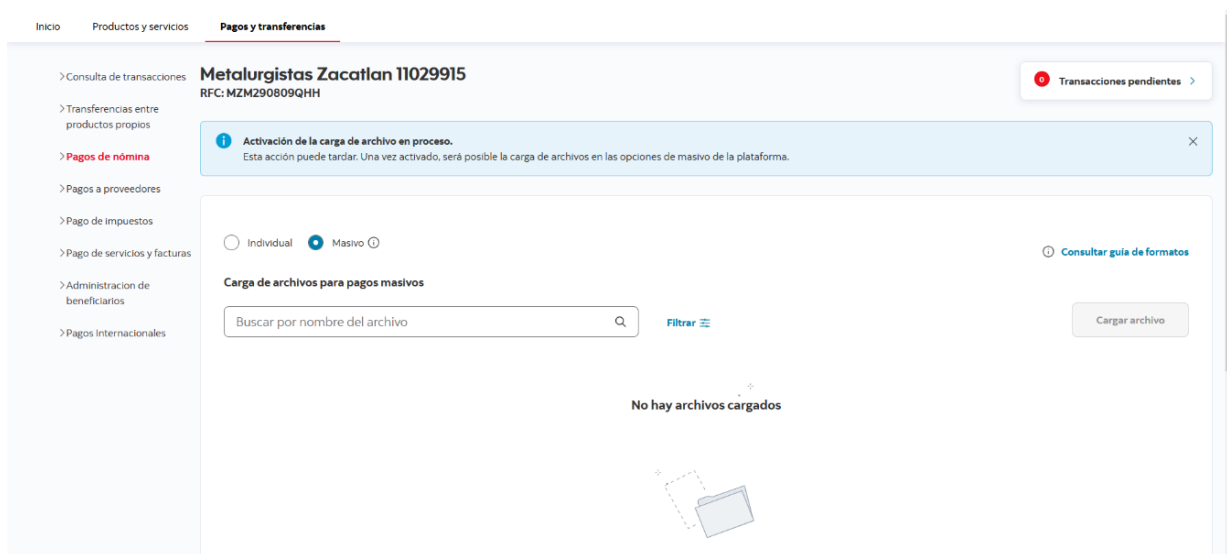 Inicio Productos y servicios Pagos y transferencias
Consulta de transacciones
Transferencias entre
productos propios
Pagos de nómina
Pagos a proveedores
Pago de impuestos
Pago de servicios y facturas
Administracion de
beneficiarios
Pagos Internacionales
Metalurgistas Zacatlan 11029915
RFC: MZM290809QHH
0 Transacciones pendientes
Activación de la carga de archivo en proceso.
Esta acción puede tardar. Una vez activado, será posible la carga de archivos en las opciones de masivo de la plataforma.
Individual Masivo
Consultar guía de formatos
Carga de archivos para pagos masivos
Buscar por nombre del archivo
Filtrar
Cargar archivo
No hay archivos cargados